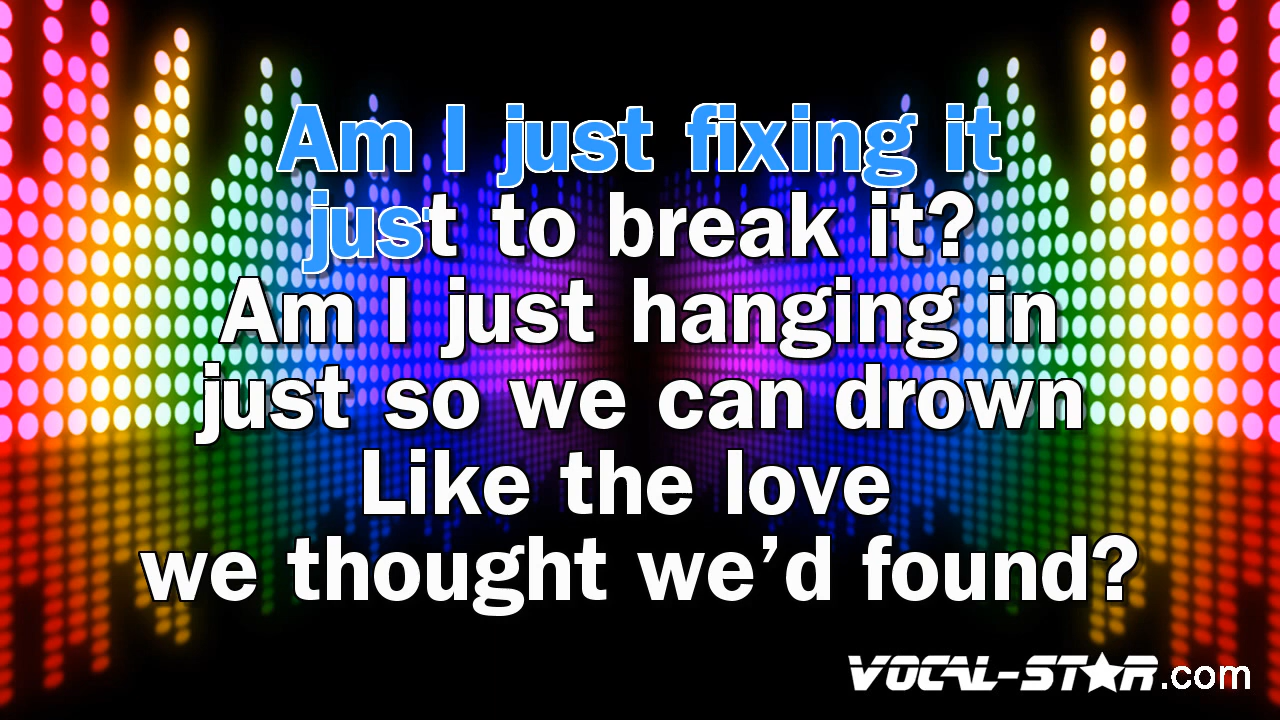 Am I just fixing it
just to break it?
Am I just hanging in
just so we can drown
Like the love
we thought we’d found?
VOCAL-STAR.com